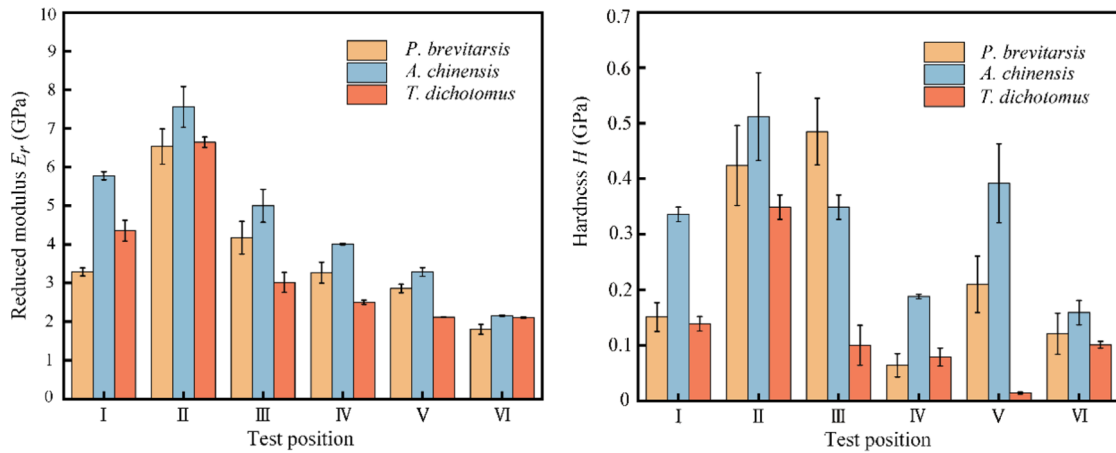 10
9
8
7
6
5
4
3
2
1
0
Reduced modulus Er (GPa)
P. brevitarsis
A. chinensis
T. dichotomus
I II III IV V VI
Test position
0.7
0.6
0.5
0.4
0.3
0.2
0.1
0
Hardness H (GPa)
P. brevitarsis
A. chinensis
T. dichotomus
I II III IV V VI
Test position